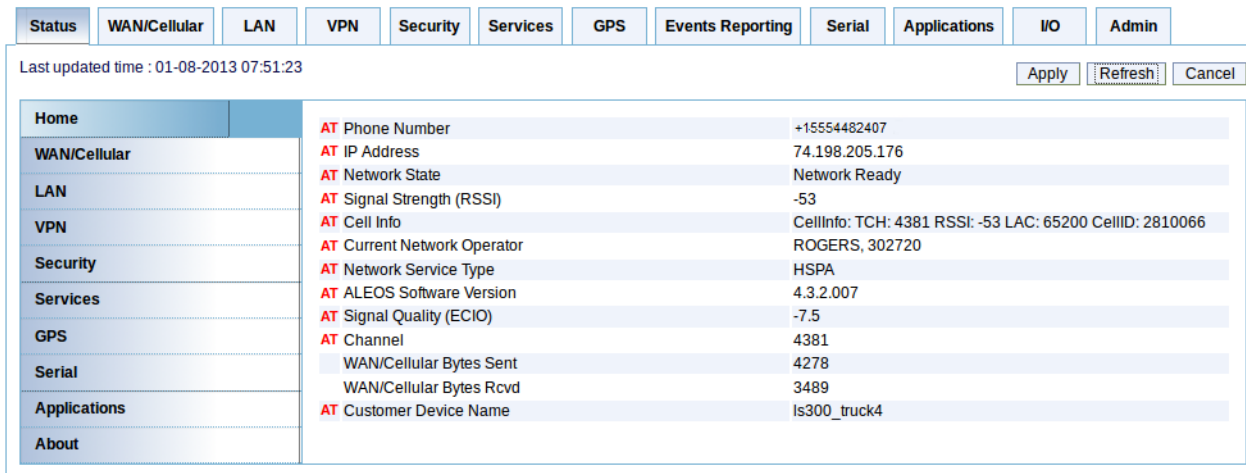 Status WAN/Cellular LAN VPN Security Services GPS Events Reporting Serial Applications I/O Admin
Last updated time : 01-08-2013 07:51:23
Apply Refresh Cancel
Home
WAN/Cellular
LAN
VPN
Security
Services
GPS
Serial
Applications
About
AT Phone Number +15554482407
AT IP Address 74.198.205.176
AT Network State Network Ready
AT Signal Strength (RSSI) -53
AT Cell Info CellInfo: TCH: 4381 RSSI: -53 LAC: 65200 CellID: 2810066
AT Current Network Operator ROGERS, 302720
AT Network Service Type HSPA
AT ALEOS Software Version 4.3.2.007
AT Signal Quality (ECIO) -7.5
AT Channel 4381
WAN/Cellular Bytes Sent 4278
WAN/Cellular Bytes Rcvd 3489
AT Customer Device Name ls300_truck4